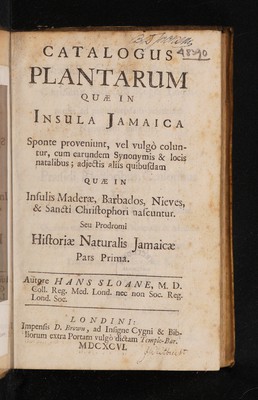 48290
CATALOGUS
PLANTARUM
QUÆ IN
INSULA JAMAICA
Sponte proveniunt, vel vulgò colun-
tur, cum earundem Synonymis & locis
natalibus; adjectis aliis quibusdam
QUÆ IN
Insulis Maderæ, Barbados, Nieves,
& Sancti Christophori nascuntur.
Seu Prodromi
Historiæ Naturalis Jamaicæ
Pars Prima.
Autore HANS SLOANE, M. D.
Coll. Reg. Med. Lond. nec non Soc. Reg.
Lond. Soc.
LONDINI:
Impensis D. Brown, ad Insigne Cygni & Bib-
liorum extra Portam vulgò dictam Temple-Bar.
MDCXCVI.